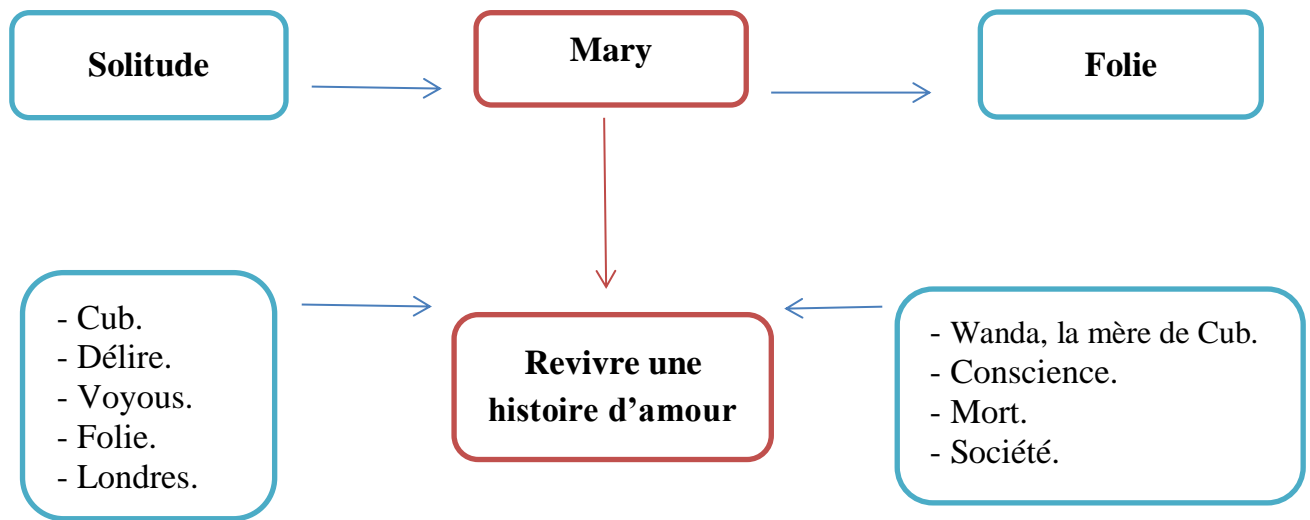 Solitude
Mary
Folie
- Cub.
- Délire.
- Voyous.
- Folie.
- Londres.
Revivre une
histoire d’amour
- Wanda, la mère de Cub.
- Conscience.
- Mort.
- Société.